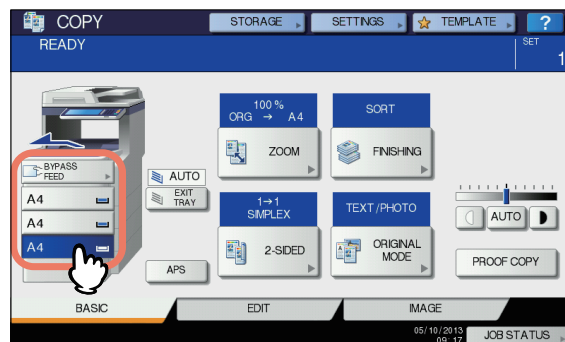 COPY
STORAGE
SETTINGS
TEMPLATE
?
READY
SET
1
100 %
ORG → A4
ZOOM
SORT
FINISHING
BYPASS
FEED
A4
A4
A4
AUTO
EXIT
TRAY
APS
1→1
SIMPLEX
2-SIDED
TEXT/PHOTO
ORIGINAL
MODE
AUTO
PROOF COPY
BASIC
EDIT
IMAGE
05/10/2013
09:17
JOB STATUS